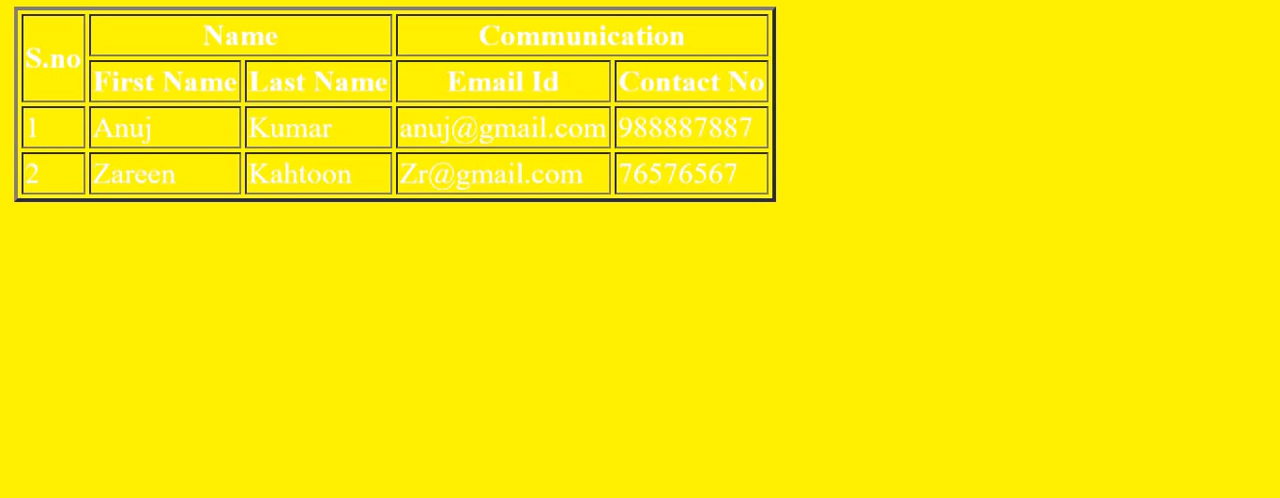 S.no Name Communication
First Name Last Name Email Id Contact No
1 Anuj Kumar anuj@gmail.com 988887887
2 Zareen Kahtoon Zr@gmail.com 76576567